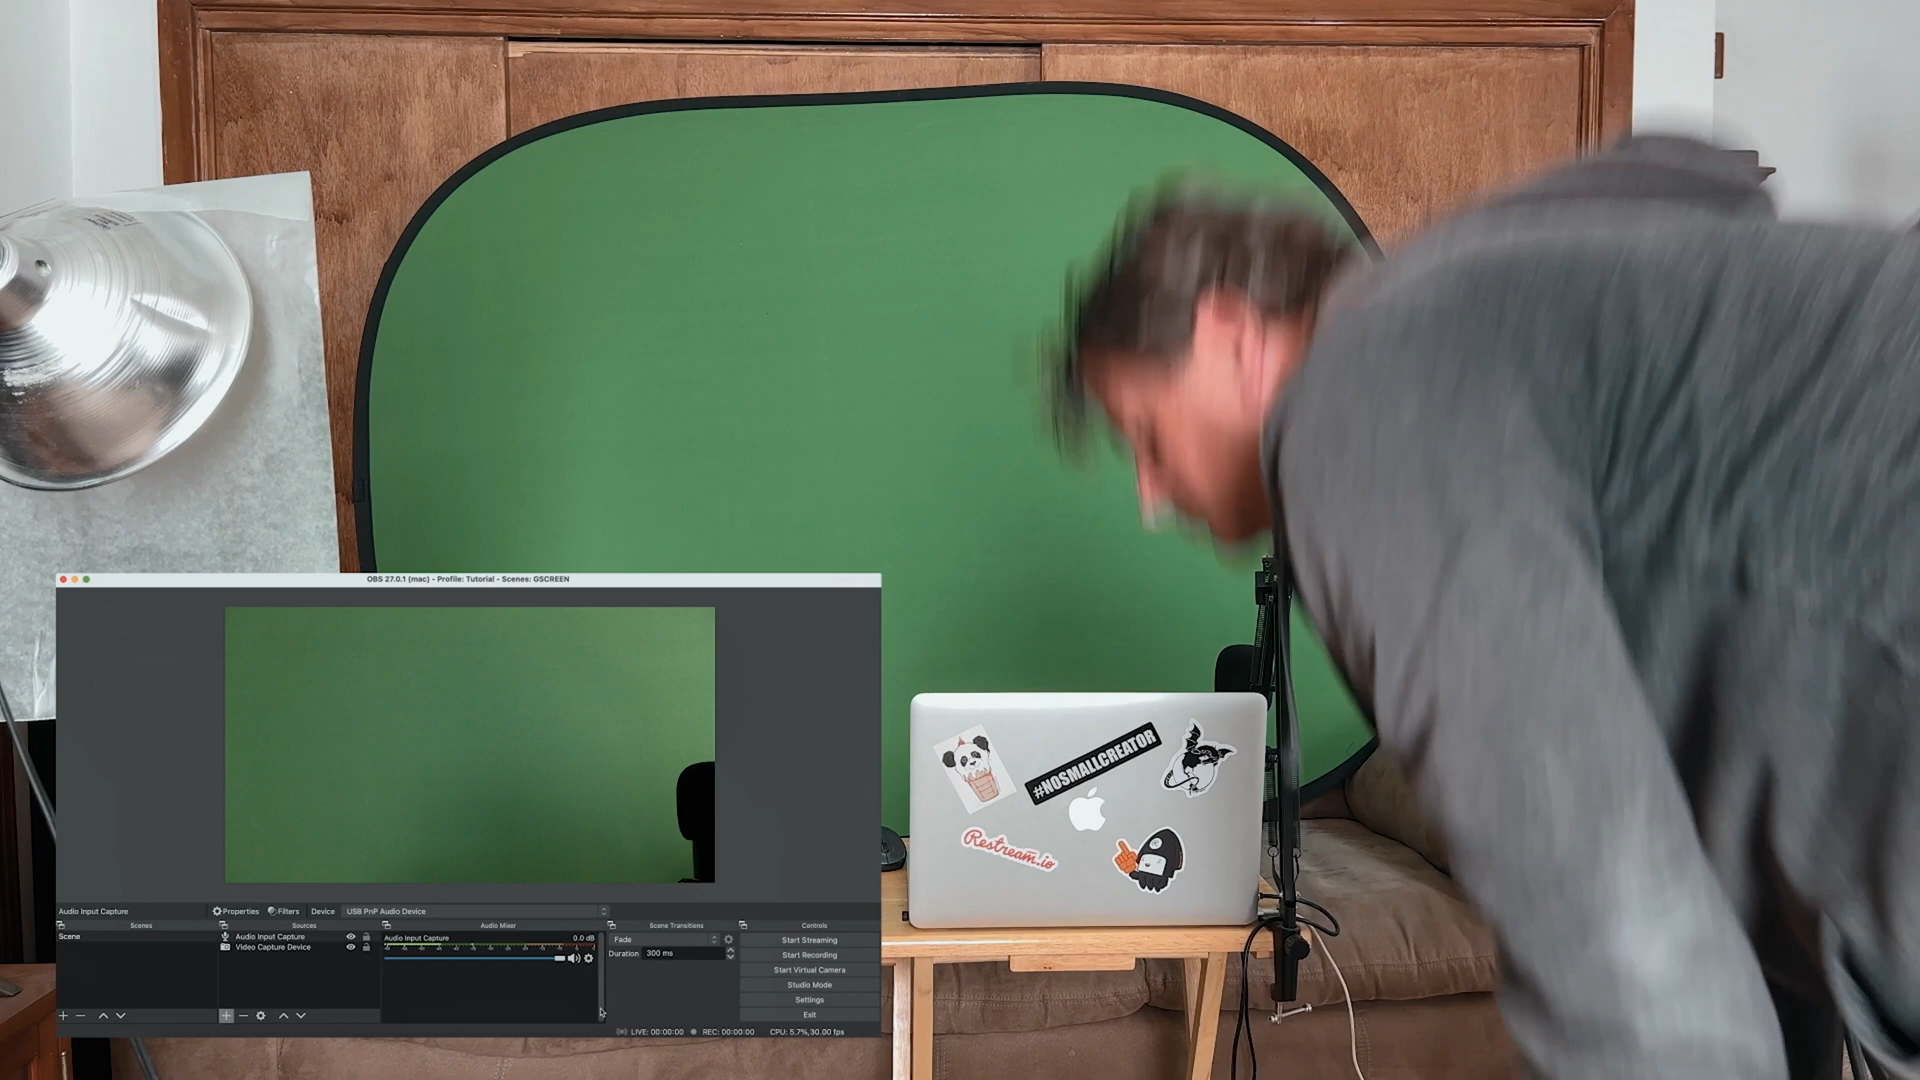 OBS 27.0.1 (mac) - Profile: Tutorial - Scenes: GSCREEN
#NOSMALLCREATOR
Restream.io
Audio Input Capture
Properties
Filters
Device
USB PnP Audio Device
Scenes
Sources
Audio Mixer
Scene Transitions
Controls
Scene
Audio Input Capture
Video Capture Device
Audio Input Capture
0.0 dB
Fade
Duration
300 ms
Start Streaming
Start Recording
Start Virtual Camera
Studio Mode
Settings
Exit
LIVE: 00:00:00
REC: 00:00:00
CPU: 5.7%,30.00 fps